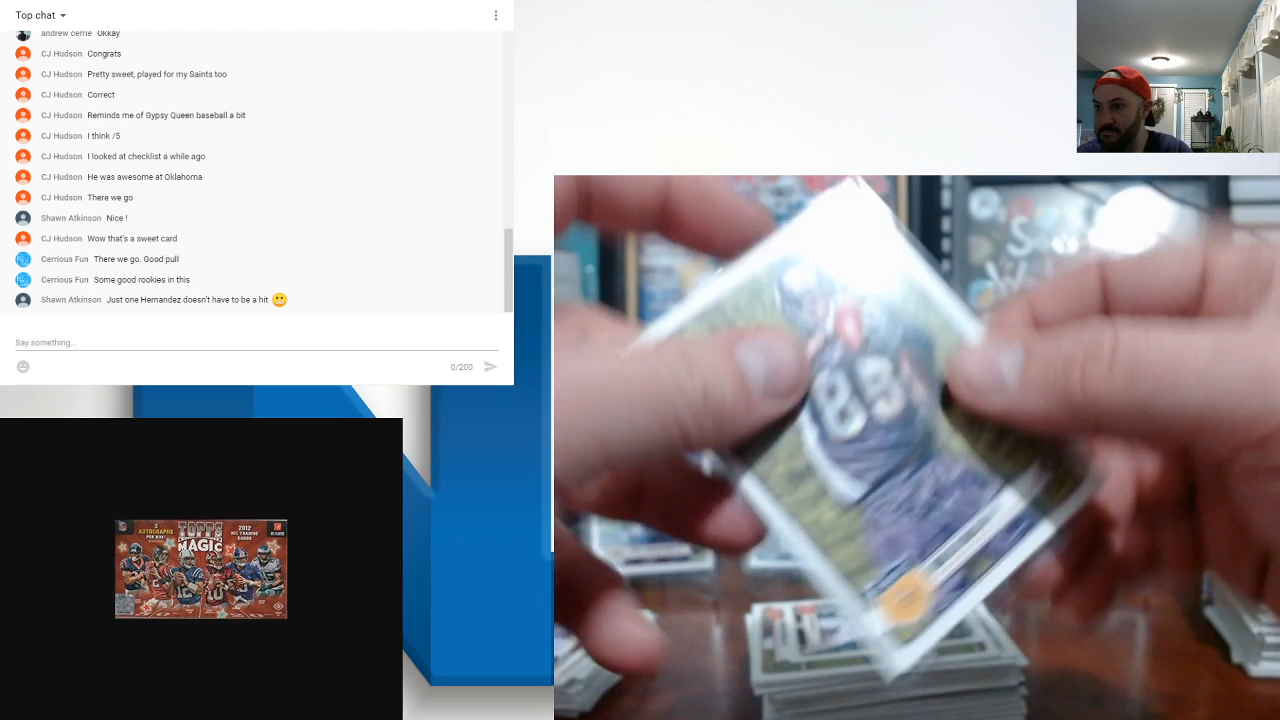 Top chat
andrew cerrie Okkay
CJ Hudson Congrats
CJ Hudson Pretty sweet, played for my Saints too
CJ Hudson Correct
CJ Hudson Reminds me of Gypsy Queen baseball a bit
CJ Hudson I think /5
CJ Hudson I looked at checklist a while ago
CJ Hudson He was awesome at Oklahoma
CJ Hudson There we go
Shawn Atkinson Nice !
CJ Hudson Wow that's a sweet card
Cerrious Fun There we go. Good pull
Cerrious Fun Some good rookies in this
Shawn Atkinson Just one Hernandez doesn't have to be a hit 😬
Say something...
0/200
89
3 AUTOGRAPHS PER BOX!
TOPPS MAGIC
2012 NFL TRADING CARDS